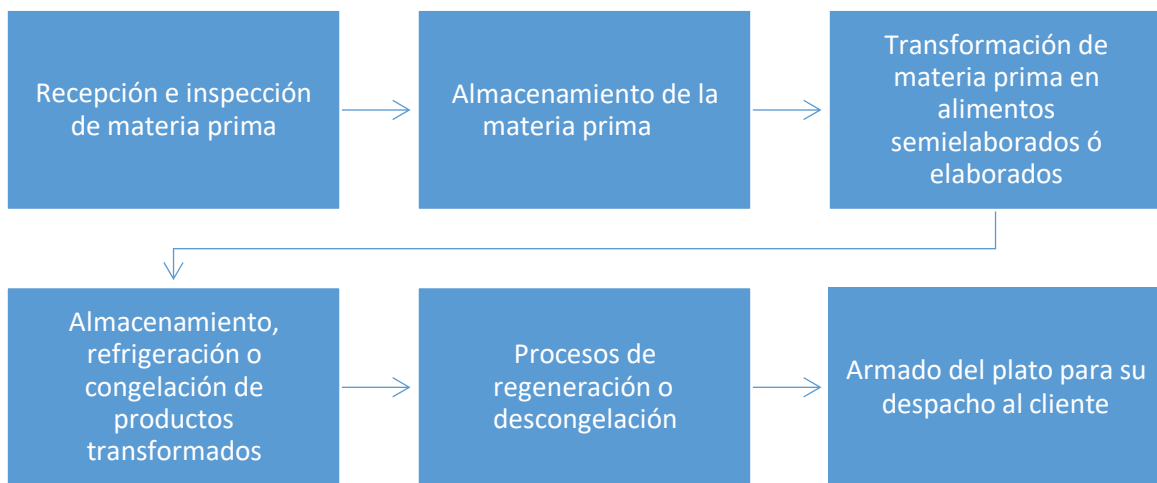 Recepción e inspección
de materia prima
Almacenamiento de la
materia prima
Transformación de
materia prima en
alimentos
semielaborados ó
elaborados
Almacenamiento,
refrigeración o
congelación de
productos
transformados
Procesos de
regeneración o
descongelación
Armado del plato para su
despacho al cliente